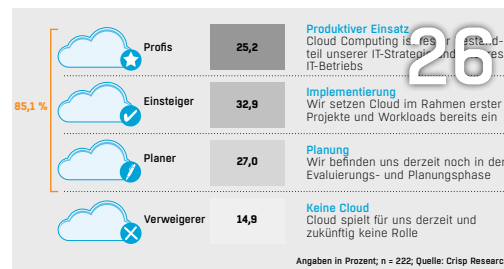 26
85,1 %
Profis
25,2
Produktiver Einsatz
Cloud Computing ist
teil unserer IT-Strategie und
IT-Betriebs
Einsteiger
32,9
Implementierung
Wir setzen Cloud im Rahmen erster
Projekte und Workloads bereits ein
Planer
27,0
Planung
Wir befinden uns derzeit noch in der
Evaluierungs- und Planungsphase
Verweigerer
14,9
Keine Cloud
Cloud spielt für uns derzeit und
zukünftig keine Rolle
Angaben in Prozent; n = 222; Quelle: Crisp Researc